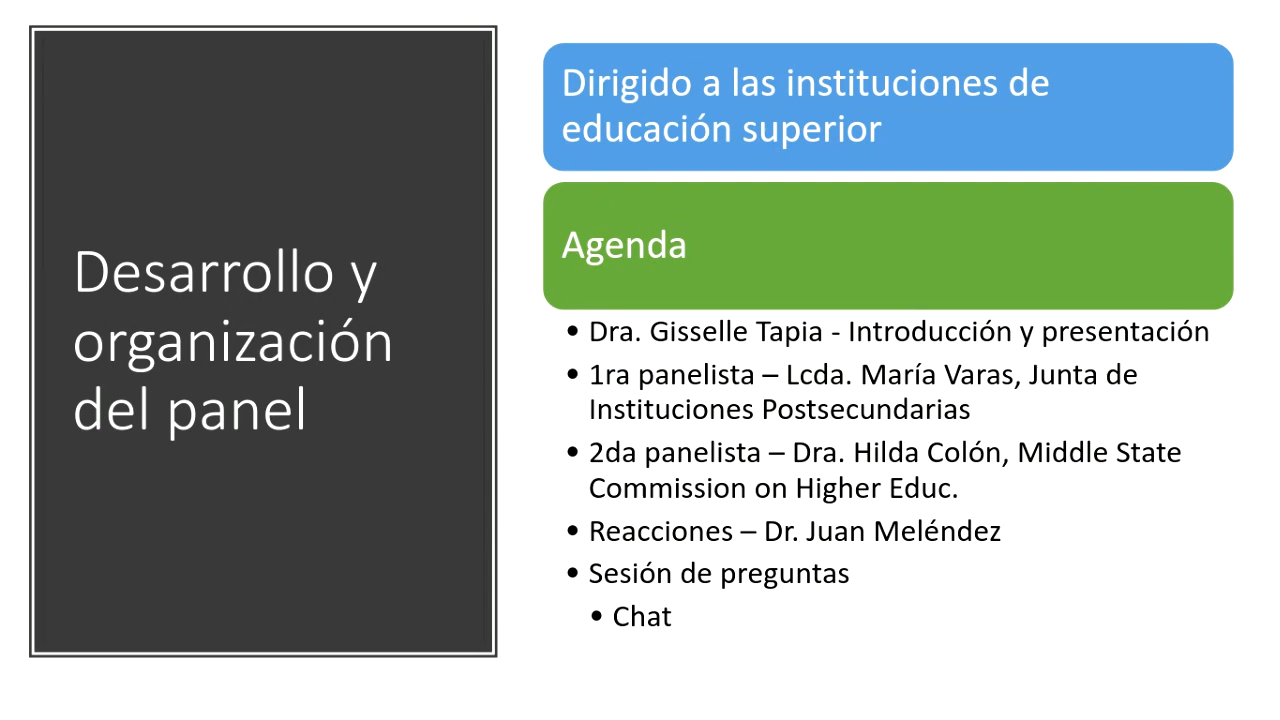 Desarrollo y
organización
del panel
Dirigido a las instituciones de
educación superior
Agenda
• Dra. Gisselle Tapia - Introducción y presentación
• 1ra panelista – Lcda. María Varas, Junta de
Instituciones Postsecundarias
• 2da panelista – Dra. Hilda Colón, Middle State
Commission on Higher Educ.
• Reacciones – Dr. Juan Meléndez
• Sesión de preguntas
• Chat